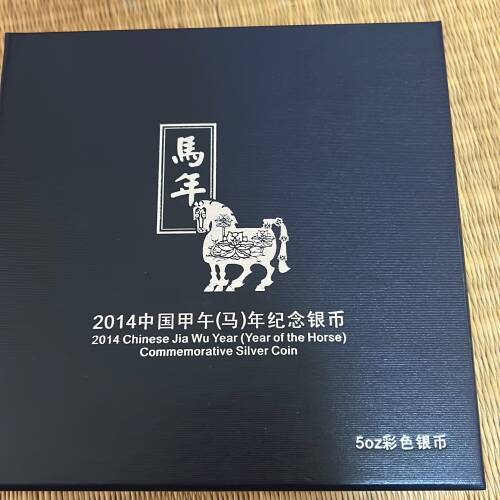 馬年
2014中国甲午(马)年纪念银币
2014 Chinese Jia Wu Year (Year of the Horse)
Commemorative Silver Coin
5oz彩色银币